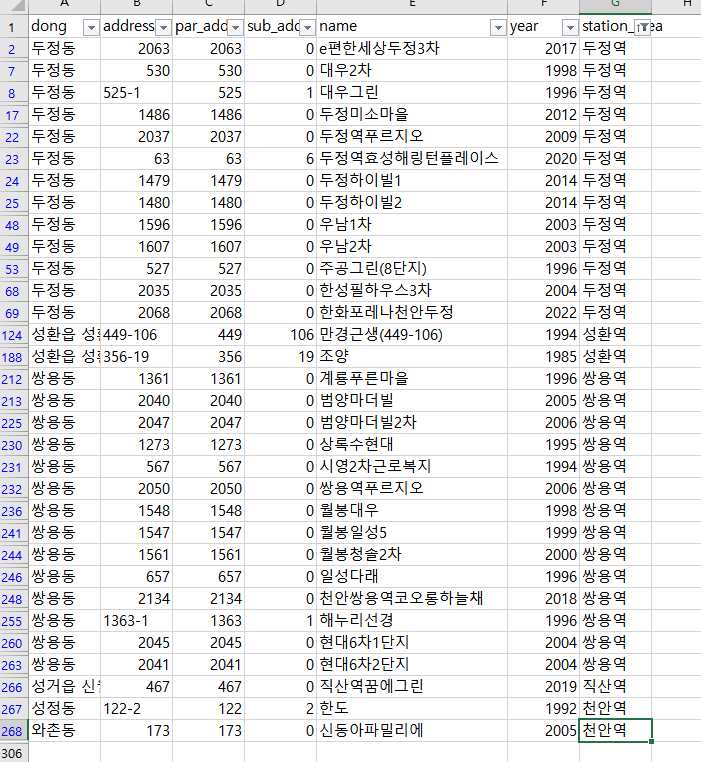 A B C D E F G H
1 dong address par_add sub_add name year station_ ea
2 두정동 2063 2063 0 e편한세상두정3차 2017 두정역
7 두정동 530 530 0 대우2차 1998 두정역
8 두정동 525-1 525 1 대우그린 1996 두정역
17 두정동 1486 1486 0 두정미소마을 2012 두정역
22 두정동 2037 2037 0 두정역푸르지오 2009 두정역
23 두정동 63 63 6 두정역효성해링턴플레이스 2020 두정역
24 두정동 1479 1479 0 두정하이빌1 2014 두정역
25 두정동 1480 1480 0 두정하이빌2 2014 두정역
48 두정동 1596 1596 0 우남1차 2003 두정역
49 두정동 1607 1607 0 우남2차 2003 두정역
53 두정동 527 527 0 주공그린(8단지) 1996 두정역
68 두정동 2035 2035 0 한성필하우스3차 2004 두정역
69 두정동 2068 2068 0 한화포레나천안두정 2022 두정역
124 성환읍 449-106 449 106 만경근생(449-106) 1994 성환역
188 성환읍 356-19 356 19 조양 1985 성환역
212 쌍용동 1361 1361 0 계룡푸른마을 1996 쌍용역
213 쌍용동 2040 2040 0 범양마더빌 2005 쌍용역
225 쌍용동 2047 2047 0 범양마더빌2차 2006 쌍용역
230 쌍용동 1273 1273 0 상록수현대 1995 쌍용역
231 쌍용동 567 567 0 시영2차근로복지 1994 쌍용역
232 쌍용동 2050 2050 0 쌍용역푸르지오 2006 쌍용역
236 쌍용동 1548 1548 0 월봉대우 1998 쌍용역
241 쌍용동 1547 1547 0 월봉일성5 1999 쌍용역
244 쌍용동 1561 1561 0 월봉청솔2차 2000 쌍용역
246 쌍용동 657 657 0 일성다래 1996 쌍용역
248 쌍용동 2134 2134 0 천안쌍용역코오롱하늘채 2018 쌍용역
255 쌍용동 1363-1 1363 1 해누리선경 1996 쌍용역
260 쌍용동 2045 2045 0 현대6차1단지 2004 쌍용역
263 쌍용동 2041 2041 0 현대6차2단지 2004 쌍용역
266 성거읍 467 467 0 직산역꿈에그린 2019 직산역
267 성정동 122-2 122 2 한도 1992 천안역
268 와촌동 173 173 0 신동아파밀리에 2005 천안역
306